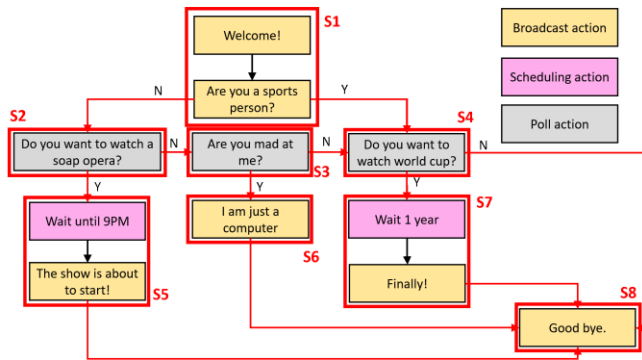 S1
Welcome!
Broadcast action
Are you a sports
person?
Scheduling action
N
Y
S2
S4
Poll action
Do you want to watch a
soap opera?
N
Are you mad at
me?
N
Do you want to
watch world cup?
N
S3
Y
Y
Y
S7
Wait until 9PM
I am just a
computer
Wait 1 year
S6
The show is about
to start!
S5
Finally!
S8
Good bye.